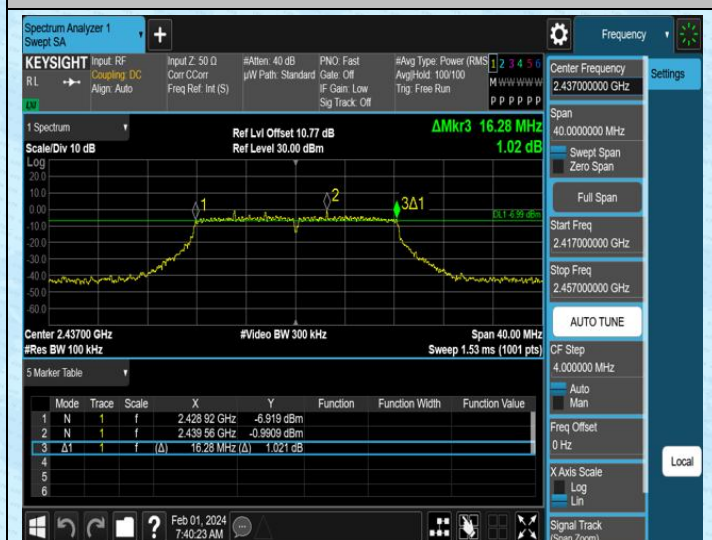 Spectrum Analyzer 1
Swept SA
Frequency
KEYSIGHT
RL
Input: RF
Coupling: DC
Align: Auto
Input Z: 50 Ω
Corr CCorr
Freq Ref: Int (S)
#Atten: 40 dB
µW Path: Standard
PNO: Fast
Gate: Off
IF Gain: Low
Sig Track: Off
#Avg Type: Power (RMS
Avg|Hold: 100/100
Trig: Free Run
1 2 3 4 5 6
M W W W W W
P P P P P P
1 Spectrum
Scale/Div 10 dB
Ref Lvl Offset 10.77 dB
Ref Level 30.00 dBm
ΔMkr3 16.28 MHz
1.02 dB
Log
20.0
10.0
0.00
-10.0
-20.0
-30.0
-40.0
-50.0
-60.0
1
2
3Δ1
DL1 -6.99 dBm
Center 2.43700 GHz
#Video BW 300 kHz
Span 40.00 MHz
#Res BW 100 kHz
Sweep 1.53 ms (1001 pts)
5 Marker Table
Mode Trace Scale X Y Function Function Width Function Value
1 N 1 f 2.428 92 GHz -6.919 dBm
2 N 1 f 2.439 56 GHz -0.9909 dBm
3 Δ1 1 f (Δ) 16.28 MHz (Δ) 1.021 dB
4
5
6
Feb 01, 2024
7:40:23 AM
Center Frequency
2.437000000 GHz
Settings
Span
40.0000000 MHz
Swept Span
Zero Span
Full Span
Start Freq
2.417000000 GHz
Stop Freq
2.457000000 GHz
AUTO TUNE
CF Step
4.000000 MHz
Auto
Man
Freq Offset
0 Hz
X Axis Scale
Log
Lin
Local
Signal Track
(Span Zoom)